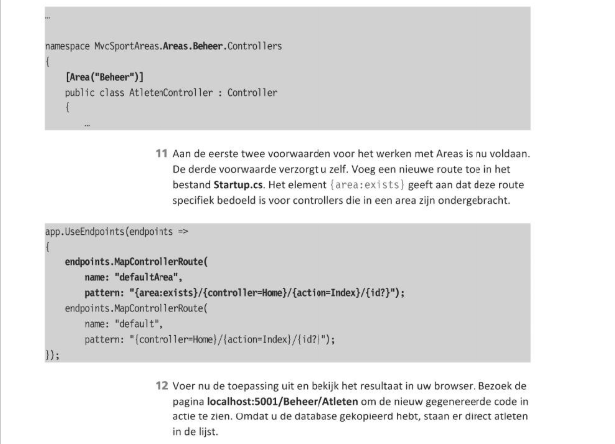 …
namespace MvcSportAreas.Areas.Beheer.Controllers
{
[Area("Beheer")]
public class AtletenController : Controller
{
…
11 Aan de eerste twee voorwaarden voor het werken met Areas is nu voldaan.
De derde voorwaarde verzorgt u zelf. Voeg een nieuwe route toe in het
bestand Startup.cs. Het element {area:exists} geeft aan dat deze route
specifiek bedoeld is voor controllers die in een area zijn ondergebracht.
app.UseEndpoints(endpoints =>
{
endpoints.MapControllerRoute(
name: "defaultArea",
pattern: "{area:exists}/{controller=Home}/{action=Index}/{id?}");
endpoints.MapControllerRoute(
name: "default",
pattern: "{controller=Home}/{action=Index}/{id?}");
});
12 Voer nu de toepassing uit en bekijk het resultaat in uw browser. Bezoek de
pagina localhost:5001/Beheer/Atleten om de nieuw gegenereerde code in
actie te zien. Omdat u de database gekopieerd hebt, staan er direct atleten
in de lijst.